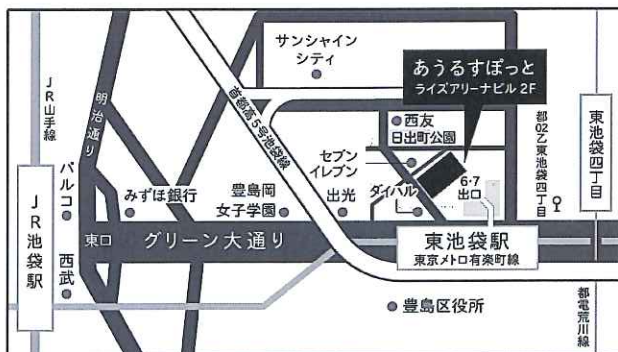 サンシャイン
シティ
あうるすぽっと
ライズアリーナビル 2F
JR山手線
明治通り
首都高5号池袋線
西友
日出町公園
都02乙東池袋四丁目
東池袋四丁目
セブン
イレブン
パルコ
みずほ銀行
豊島岡
女子学園
出光
ダイハツ
6・7
出口
JR池袋駅
東口
グリーン大通り
東池袋駅
東京メトロ有楽町線
西武
豊島区役所
都電荒川線